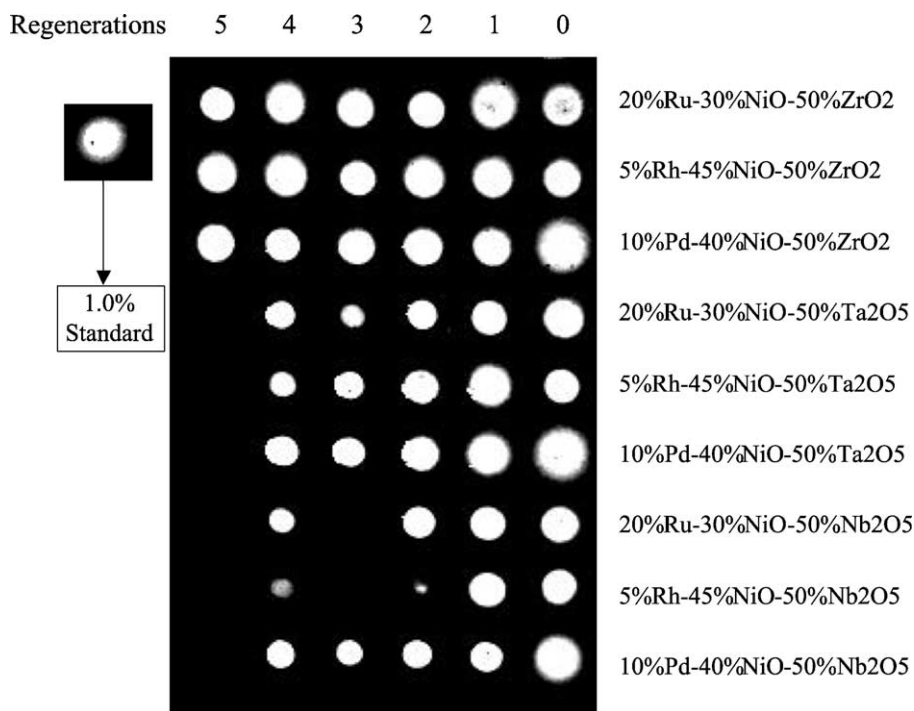 Regenerations 5 4 3 2 1 0
20%Ru-30%NiO-50%ZrO2
5%Rh-45%NiO-50%ZrO2
10%Pd-40%NiO-50%ZrO2
1.0%
Standard
20%Ru-30%NiO-50%Ta2O5
5%Rh-45%NiO-50%Ta2O5
10%Pd-40%NiO-50%Ta2O5
20%Ru-30%NiO-50%Nb2O5
5%Rh-45%NiO-50%Nb2O5
10%Pd-40%NiO-50%Nb2O5